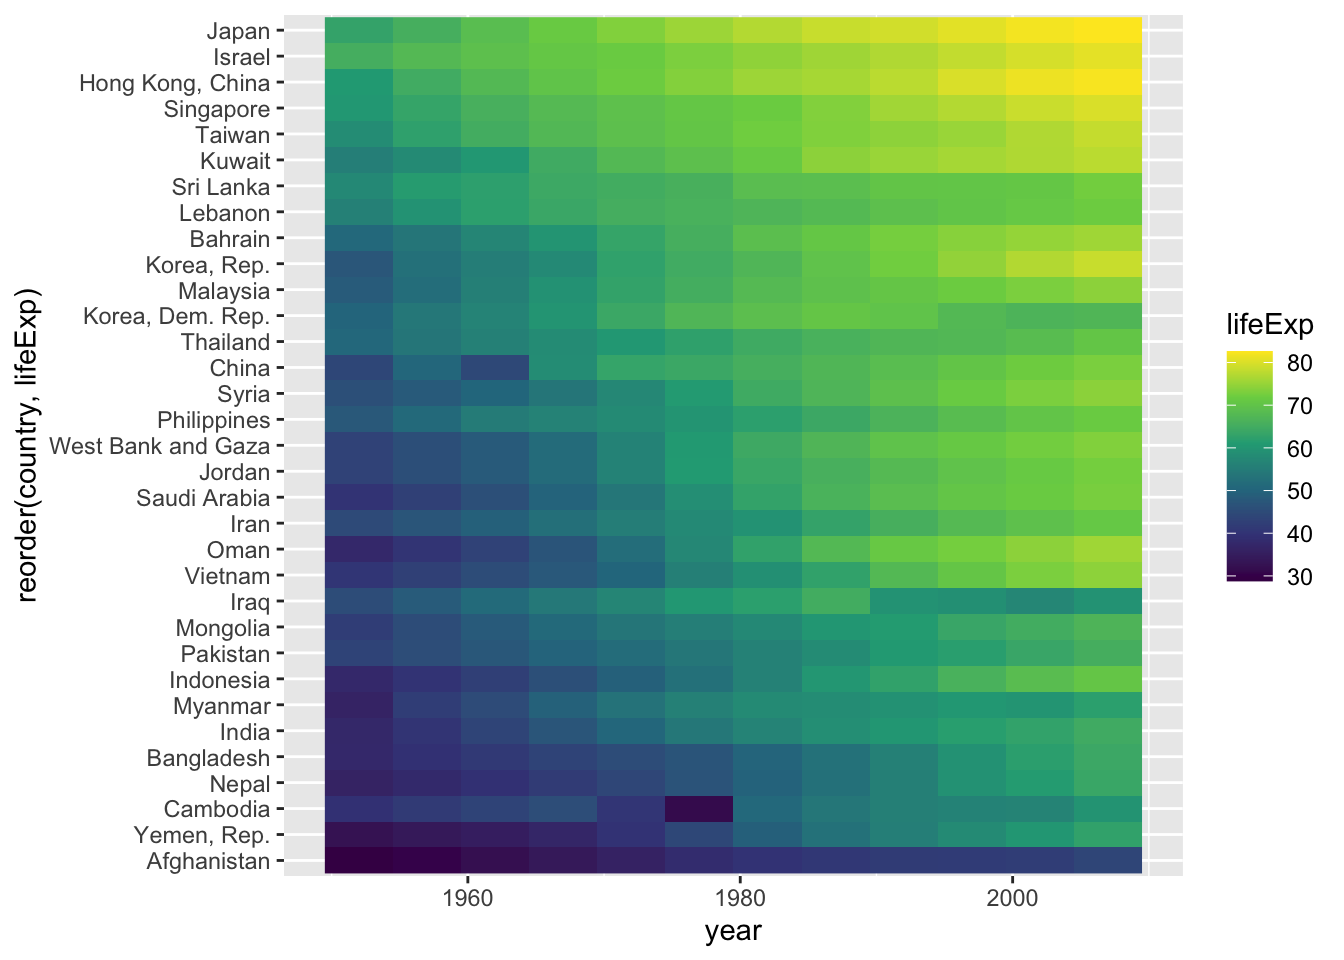 Japan
Israel
Hong Kong, China
Singapore
Taiwan
Kuwait
Sri Lanka
Lebanon
Bahrain
Korea, Rep.
Malaysia
Korea, Dem. Rep.
Thailand
China
Syria
Philippines
West Bank and Gaza
Jordan
Saudi Arabia
Iran
Oman
Vietnam
Iraq
Mongolia
Pakistan
Indonesia
Myanmar
India
Bangladesh
Nepal
Cambodia
Yemen, Rep.
Afghanistan
reorder(country, lifeExp)
1960 1980 2000
year
lifeExp
80
70
60
50
40
30